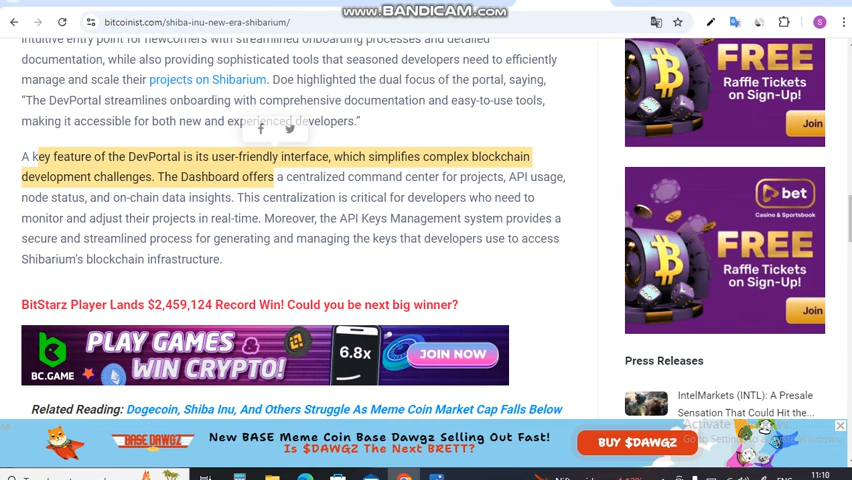 www.BANDICAM.com
bitcoinist.com/shiba-inu-new-era-shibarium/
S
intuitive entry point for newcomers with streamlined onboarding processes and detailed
documentation, while also providing sophisticated tools that seasoned developers need to efficiently
manage and scale their projects on Shibarium. Doe highlighted the dual focus of the portal, saying,
“The DevPortal streamlines onboarding with comprehensive documentation and easy-to-use tools,
making it accessible for both new and experienced developers.”
A key feature of the DevPortal is its user-friendly interface, which simplifies complex blockchain
development challenges. The Dashboard offers a centralized command center for projects, API usage,
node status, and on-chain data insights. This centralization is critical for developers who need to
monitor and adjust their projects in real-time. Moreover, the API Keys Management system provides a
secure and streamlined process for generating and managing the keys that developers use to access
Shibarium’s blockchain infrastructure.
BitStarz Player Lands $2,459,124 Record Win! Could you be next big winner?
BC.GAME
PLAY GAMES
WIN CRYPTO!
6.8x
JOIN NOW
Related Reading: Dogecoin, Shiba Inu, And Others Struggle As Meme Coin Market Cap Falls Below
FREE
Raffle Tickets
on Sign-Up!
Join
bet
Casino & Sportsbook
FREE
Raffle Tickets
on Sign-Up!
Join
Press Releases
IntelMarkets (INTL): A Presale
Sensation That Could Hit the...
BASE DAWGZ
New BASE Meme Coin Base Dawgz Selling Out Fast!
Is $DAWGZ The Next BRETT?
BUY $DAWGZ
Activate
Go to Setting
ENG
11:10